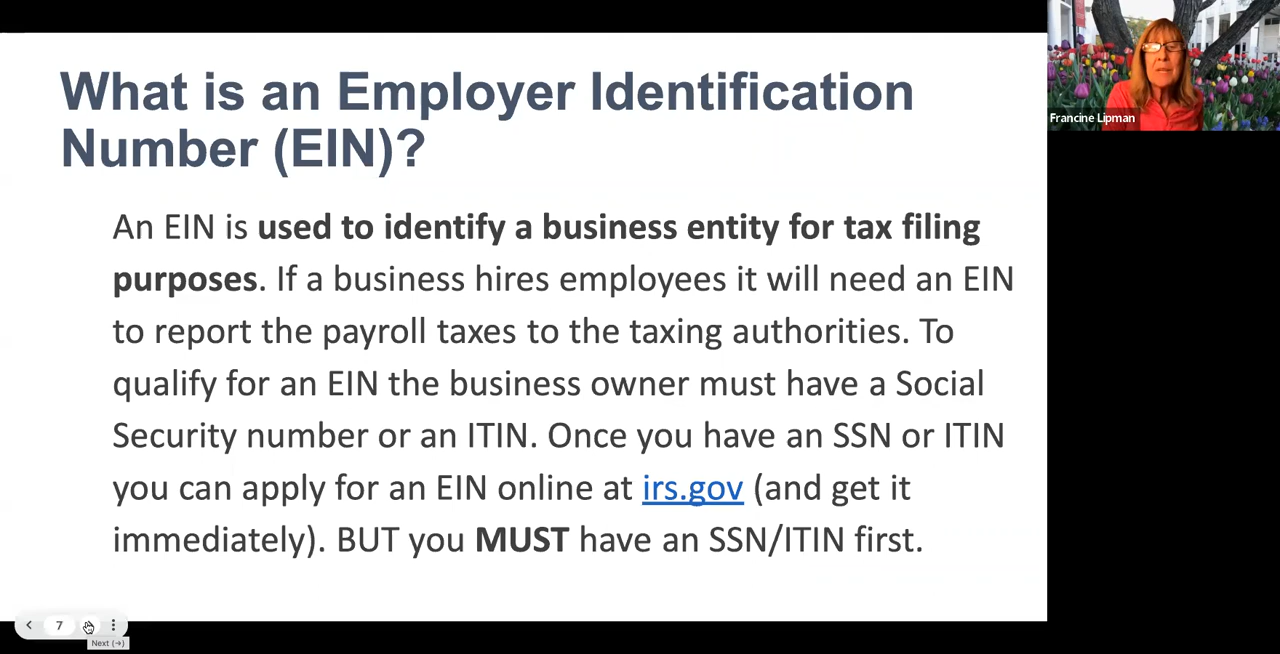 What is an Employer Identification
Number (EIN)?
An EIN is used to identify a business entity for tax filing
purposes. If a business hires employees it will need an EIN
to report the payroll taxes to the taxing authorities. To
qualify for an EIN the business owner must have a Social
Security number or an ITIN. Once you have an SSN or ITIN
you can apply for an EIN online at irs.gov (and get it
immediately). BUT you MUST have an SSN/ITIN first.
Francine Lipman
7
Next (→)